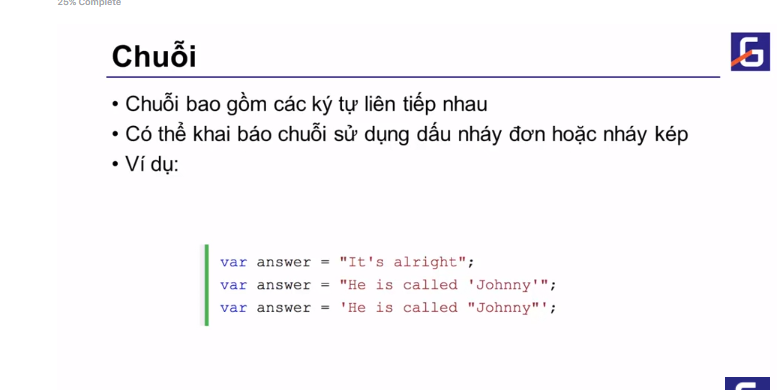 25% Complete
Chuỗi
• Chuỗi bao gồm các ký tự liên tiếp nhau
• Có thể khai báo chuỗi sử dụng dấu nháy đơn hoặc nháy kép
• Ví dụ:
var answer = "It's alright";
var answer = "He is called 'Johnny'";
var answer = 'He is called "Johnny"';